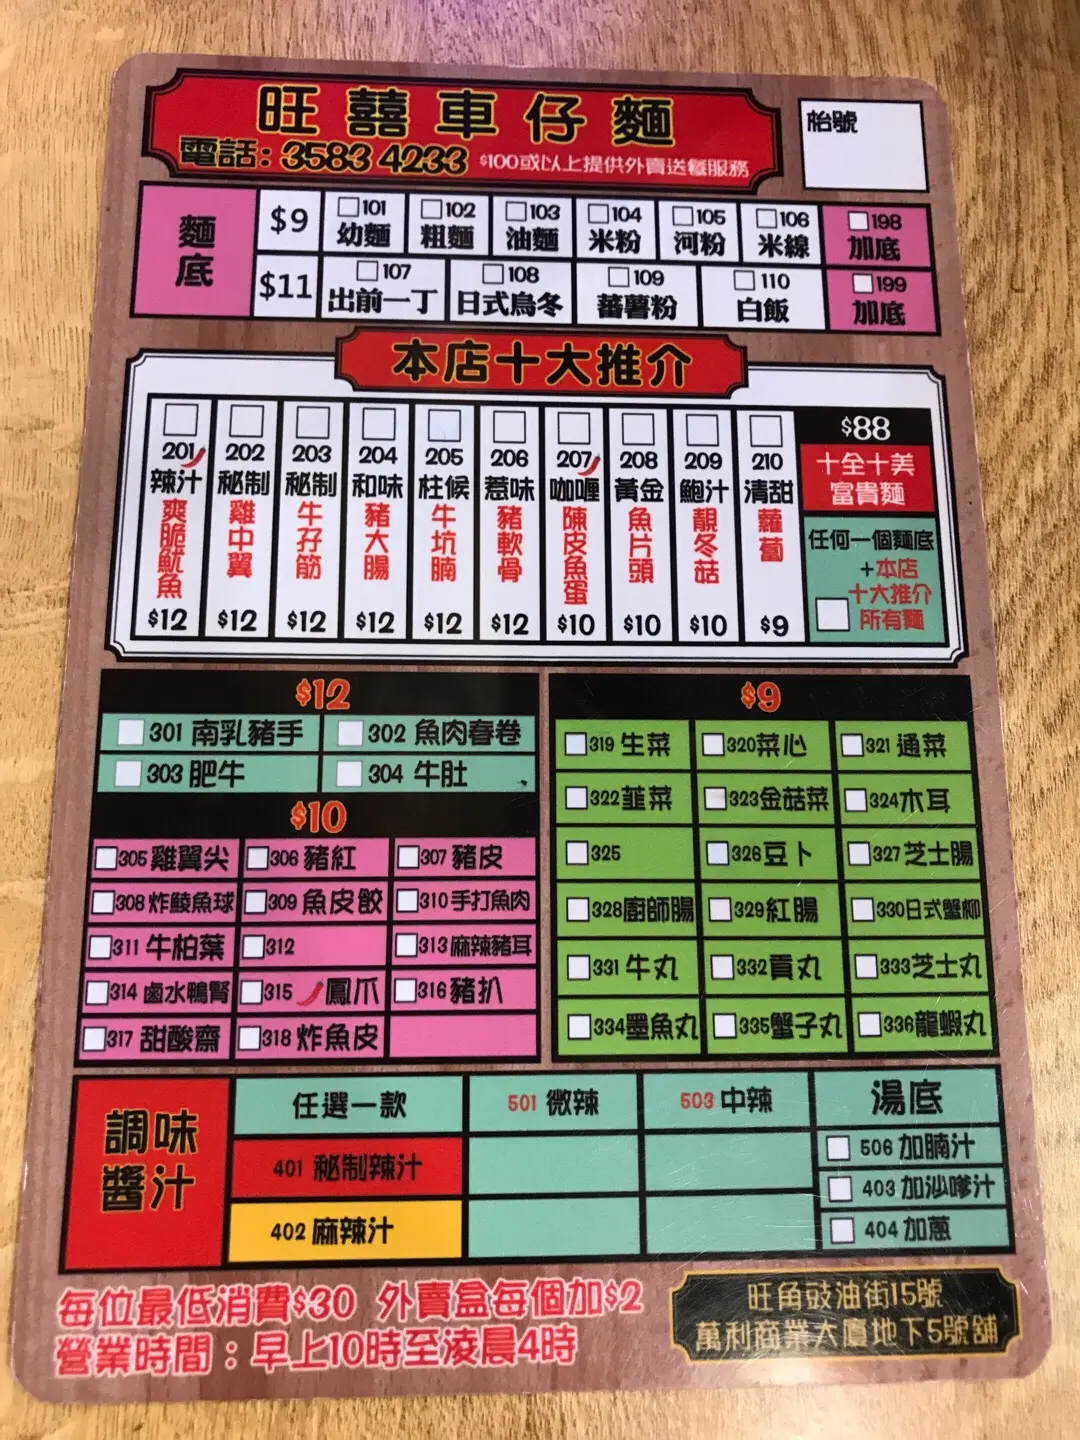 旺囍車仔麵
電話：3583 4233 $100或以上提供外賣送餐服務
枱號
麵底
$9
101 幼麵
102 粗麵
103 油麵
104 米粉
105 河粉
106 米線
198 加底
$11
107 出前一丁
108 日式烏冬
109 蕃薯粉
110 白飯
199 加底
本店十大推介
201 辣汁爽脆魷魚 $12
202 秘制雞中翼 $12
203 秘制牛孖筋 $12
204 和味豬大腸 $12
205 柱候牛坑腩 $12
206 惹味豬軟骨 $12
207 咖喱陳皮魚蛋 $10
208 黃金魚片頭 $10
209 鮑汁靚冬菇 $10
210 清甜蘿蔔 $9
$88
十全十美
富貴麵
任何一個麵底
+本店
十大推介
所有麵
$12
301 南乳豬手
302 魚肉春卷
303 肥牛
304 牛肚
$10
305 雞翼尖
306 豬紅
307 豬皮
308 炸鯪魚球
309 魚皮餃
310 手打魚肉
311 牛柏葉
312
313 麻辣豬耳
314 鹵水鴨腎
315 鳳爪
316 豬扒
317 甜酸齋
318 炸魚皮
$9
319 生菜
320 菜心
321 通菜
322 韮菜
323 金菇菜
324 木耳
325
326 豆卜
327 芝士腸
328 廚師腸
329 紅腸
330 日式蟹柳
331 牛丸
332 貢丸
333 芝士丸
334 墨魚丸
335 蟹子丸
336 龍蝦丸
調味
醬汁
任選一款
501 微辣
503 中辣
湯底
401 秘制辣汁
402 麻辣汁
506 加腩汁
403 加沙嗲汁
404 加蔥
每位最低消費$30 外賣盒每個加$2
營業時間：早上10時至凌晨4時
旺角豉油街15號
萬利商業大廈地下5號舖